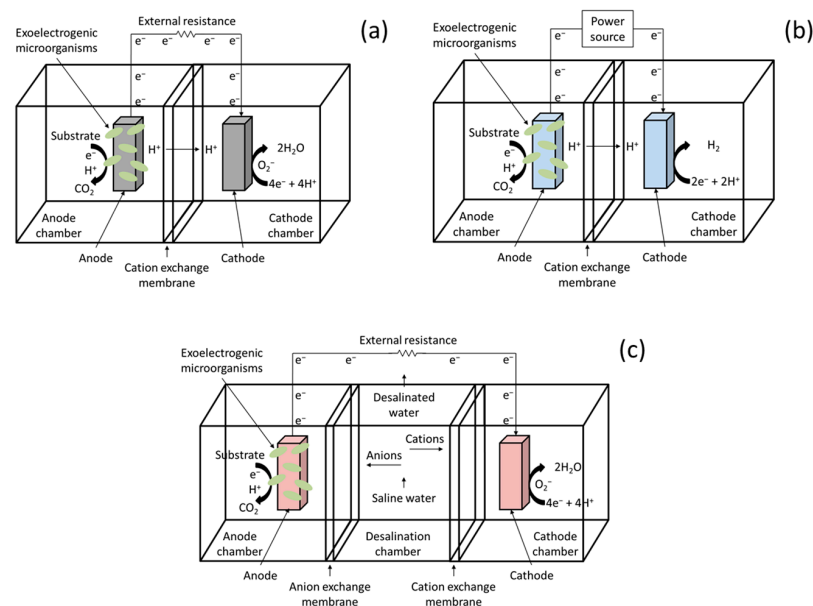 External resistance
(a)
Exoelectrogenic
microorganisms
e⁻ e⁻ e⁻ e⁻
e⁻ e⁻
e⁻ e⁻
Substrate
e⁻
H⁺
CO₂
H⁺ H⁺
2H₂O
O₂⁻
4e⁻ + 4H⁺
Anode
chamber
Cathode
chamber
Anode
Cation exchange
membrane
Cathode
Power
source
(b)
Exoelectrogenic
microorganisms
e⁻ e⁻
e⁻ e⁻
e⁻ e⁻
Substrate
e⁻
H⁺
CO₂
H⁺ H⁺
H₂
2e⁻ + 2H⁺
Anode
chamber
Cathode
chamber
Anode
Cation exchange
membrane
Cathode
External resistance
(c)
Exoelectrogenic
microorganisms
e⁻ e⁻ e⁻ e⁻
e⁻ e⁻
e⁻ e⁻
Desalinated
water
Cations
Anions
Saline water
Substrate
e⁻
H⁺
CO₂
2H₂O
O₂⁻
4e⁻ + 4H⁺
Anode
chamber
Desalination
chamber
Cathode
chamber
Anode
Anion exchange
membrane
Cation exchange
membrane
Cathode